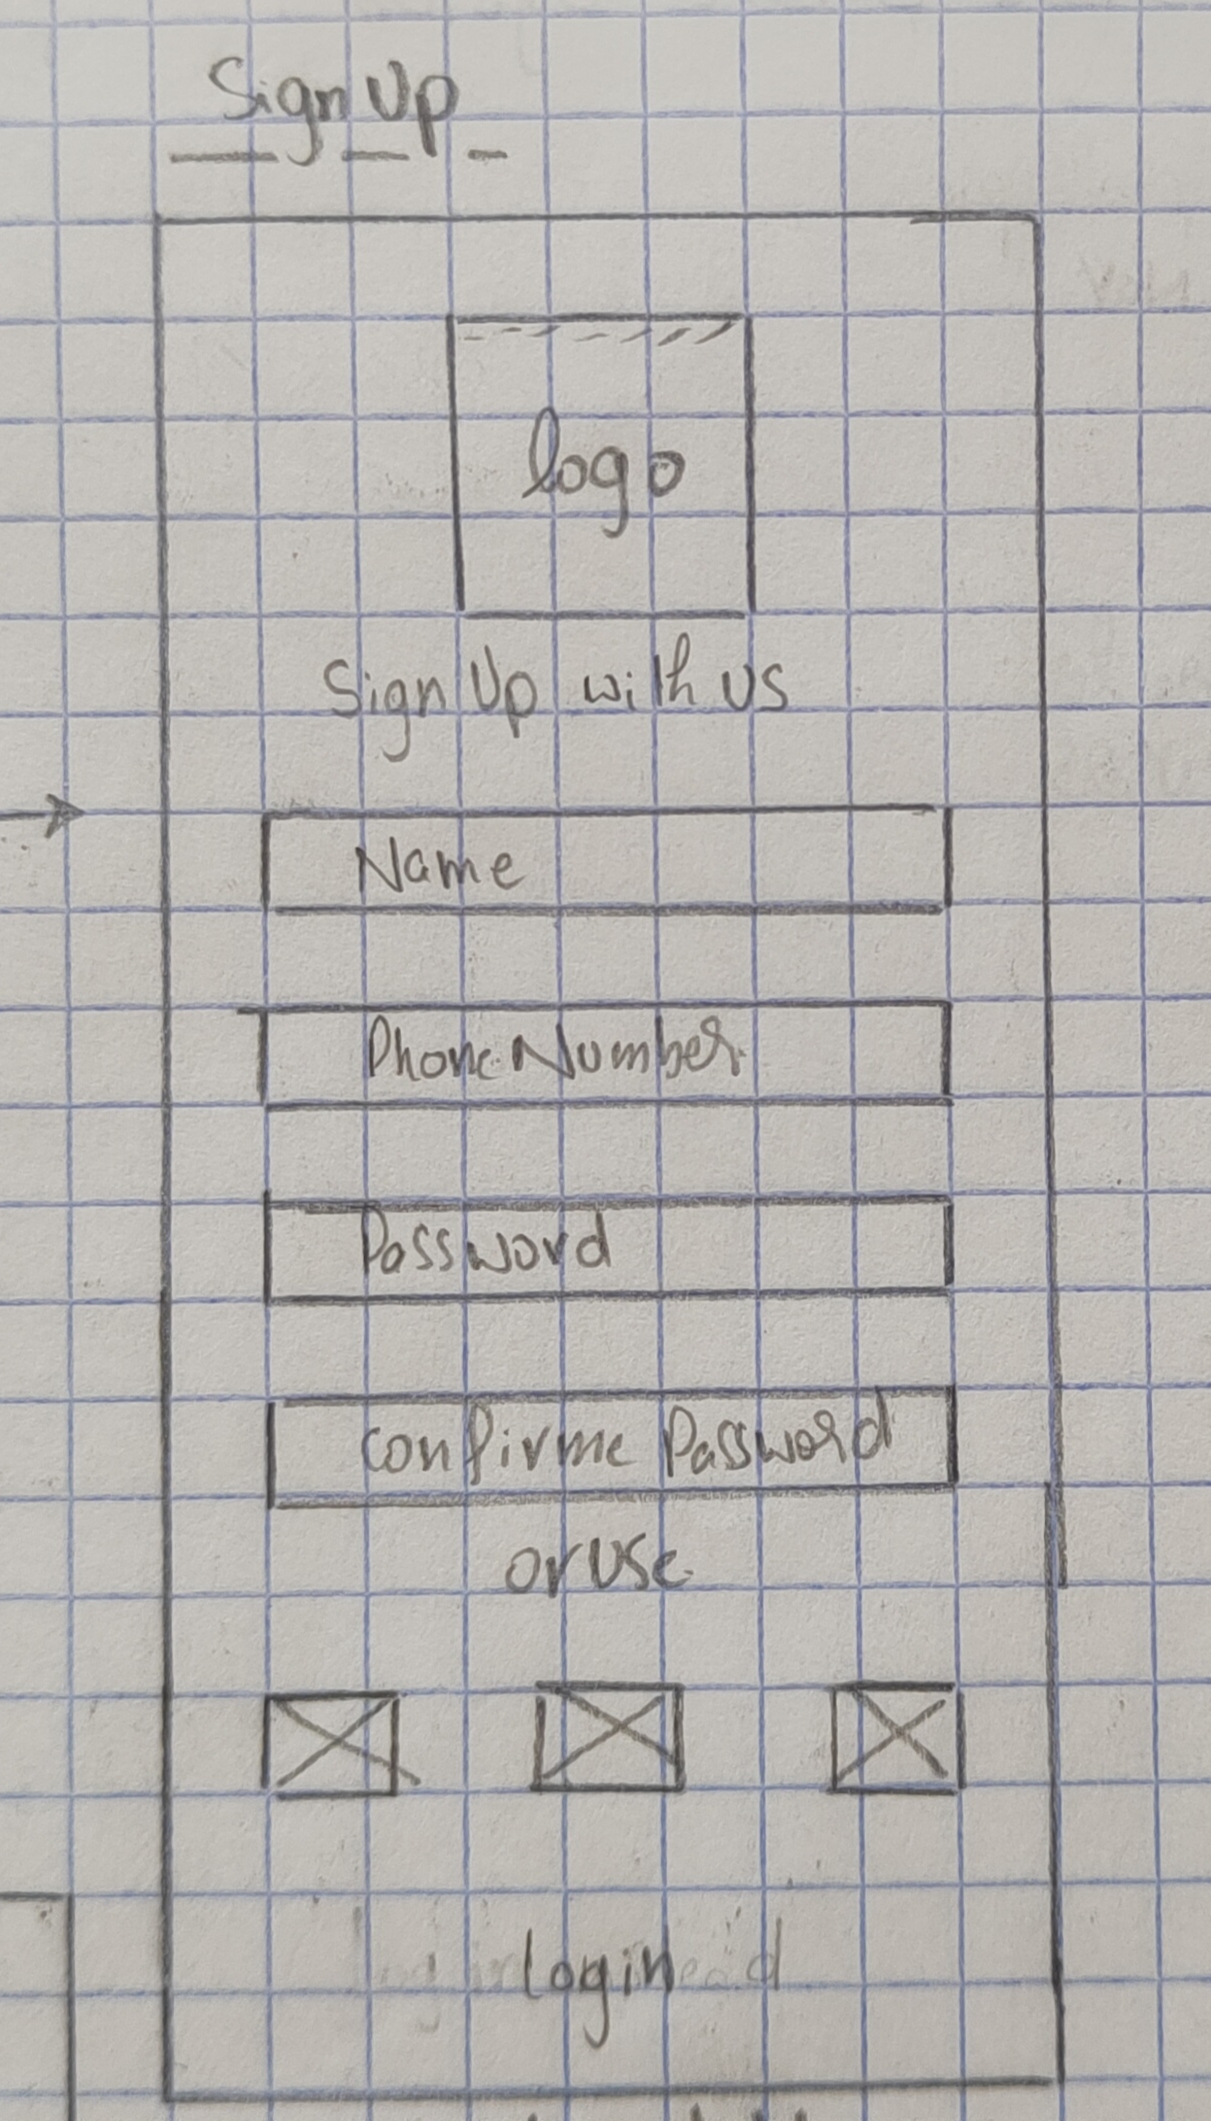 Sign Up
logo
Sign Up with us
Name
Phone Number
Password
confirme Password
or use
login